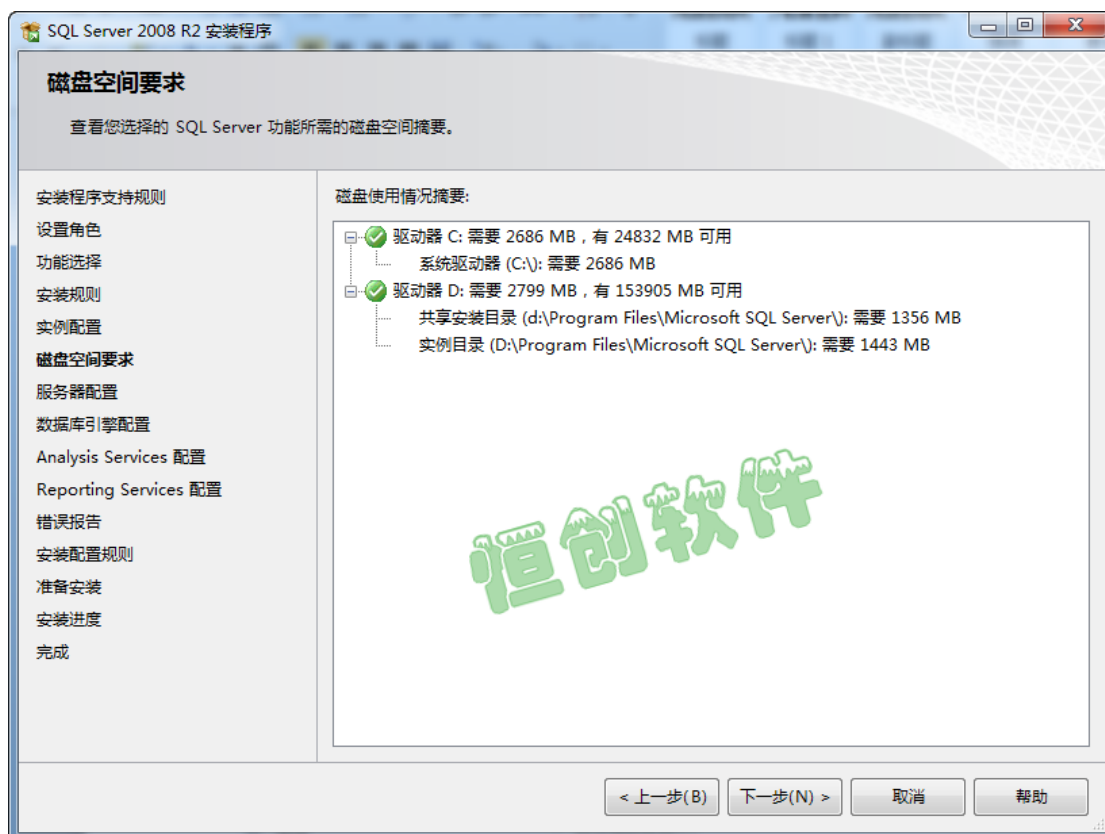 SQL Server 2008 R2 安装程序
磁盘空间要求
查看您选择的 SQL Server 功能所需的磁盘空间摘要。
安装程序支持规则
设置角色
功能选择
安装规则
实例配置
磁盘空间要求
服务器配置
数据库引擎配置
Analysis Services 配置
Reporting Services 配置
错误报告
安装配置规则
准备安装
安装进度
完成
磁盘使用情况摘要:
驱动器 C: 需要 2686 MB，有 24832 MB 可用
系统驱动器 (C:\): 需要 2686 MB
驱动器 D: 需要 2799 MB，有 153905 MB 可用
共享安装目录 (d:\Program Files\Microsoft SQL Server\): 需要 1356 MB
实例目录 (D:\Program Files\Microsoft SQL Server\): 需要 1443 MB
恒创软件
< 上一步(B)
下一步(N) >
取消
帮助